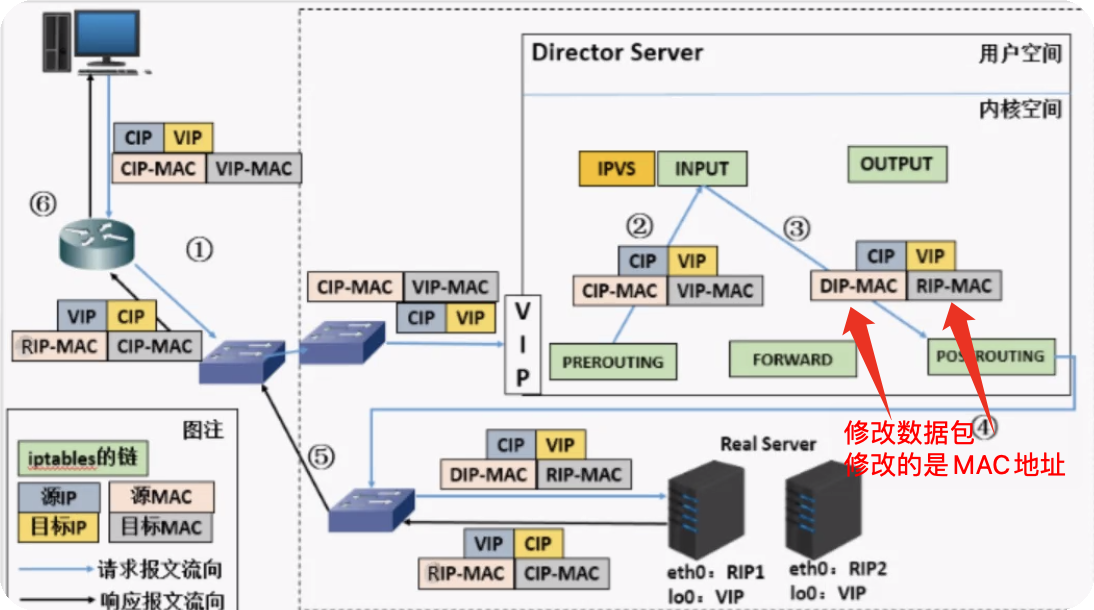 Director Server
用户空间
内核空间
CIP VIP
CIP-MAC VIP-MAC
IPVS INPUT
OUTPUT
⑥
①
②
③
CIP VIP
CIP-MAC VIP-MAC
CIP VIP
DIP-MAC RIP-MAC
CIP-MAC VIP-MAC
CIP VIP
VIP
VIP CIP
RIP-MAC CIP-MAC
PREROUTING
FORWARD
POSTROUTING
修改数据包
④
修改的是 MAC 地址
图注
iptables的链
源IP 源MAC
目标IP 目标MAC
请求报文流向
响应报文流向
⑤
CIP VIP
DIP-MAC RIP-MAC
VIP CIP
RIP-MAC CIP-MAC
Real Server
eth0：RIP1
lo0：VIP
eth0：RIP2
lo0：VIP